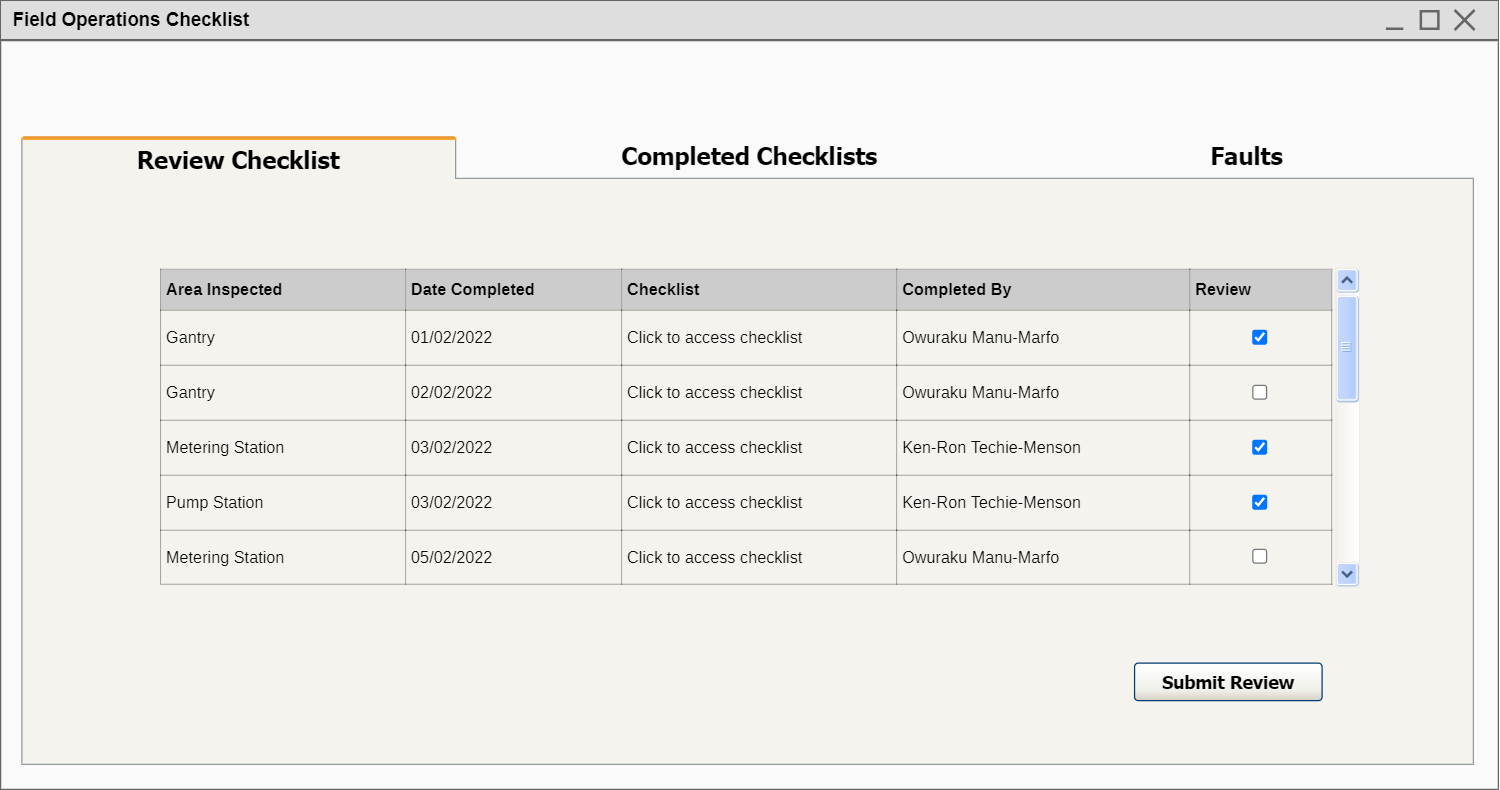 Field Operations Checklist
Review Checklist Completed Checklists Faults
Area Inspected Date Completed Checklist Completed By Review
Gantry 01/02/2022 Click to access checklist Owuraku Manu-Marfo
Gantry 02/02/2022 Click to access checklist Owuraku Manu-Marfo
Metering Station 03/02/2022 Click to access checklist Ken-Ron Techie-Menson
Pump Station 03/02/2022 Click to access checklist Ken-Ron Techie-Menson
Metering Station 05/02/2022 Click to access checklist Owuraku Manu-Marfo
Submit Review